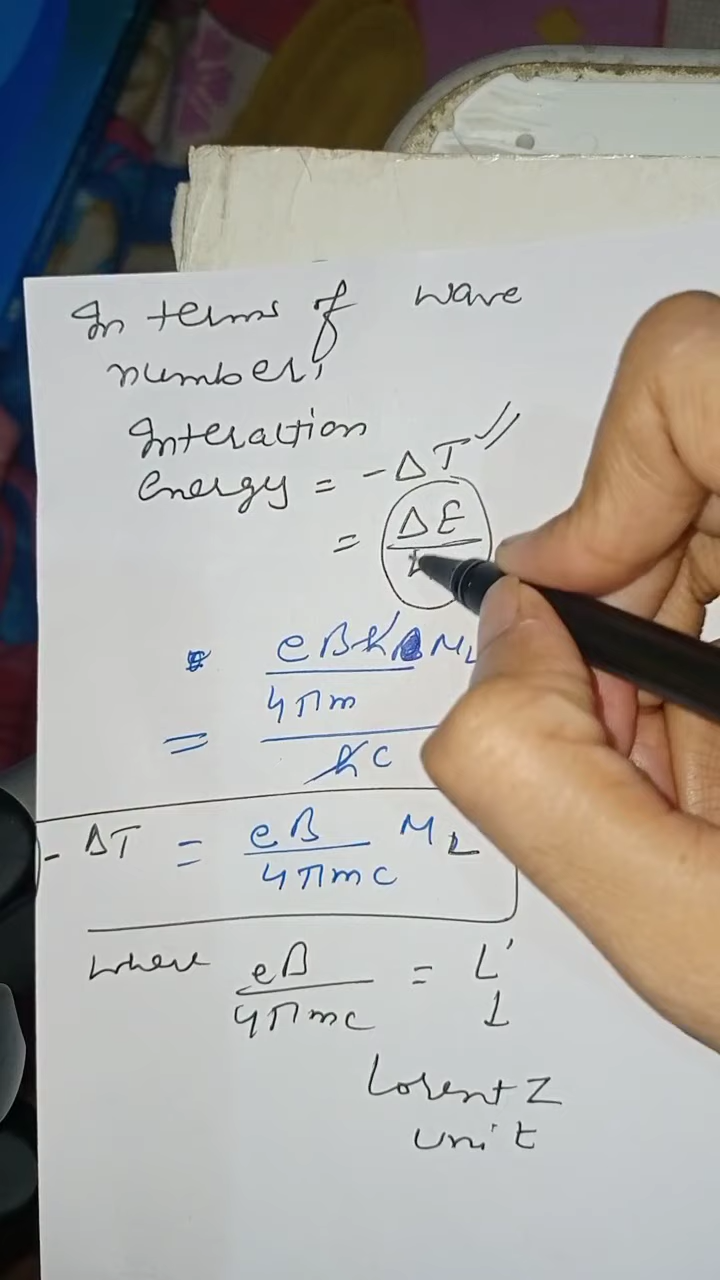 In terms of wave
number,
Interaction
energy = -ΔT
= ΔE
eBh M
4πm
=
hc
- ΔT = eB M L
4πmc
where eB = L'
4πmc
Lorentz
unit